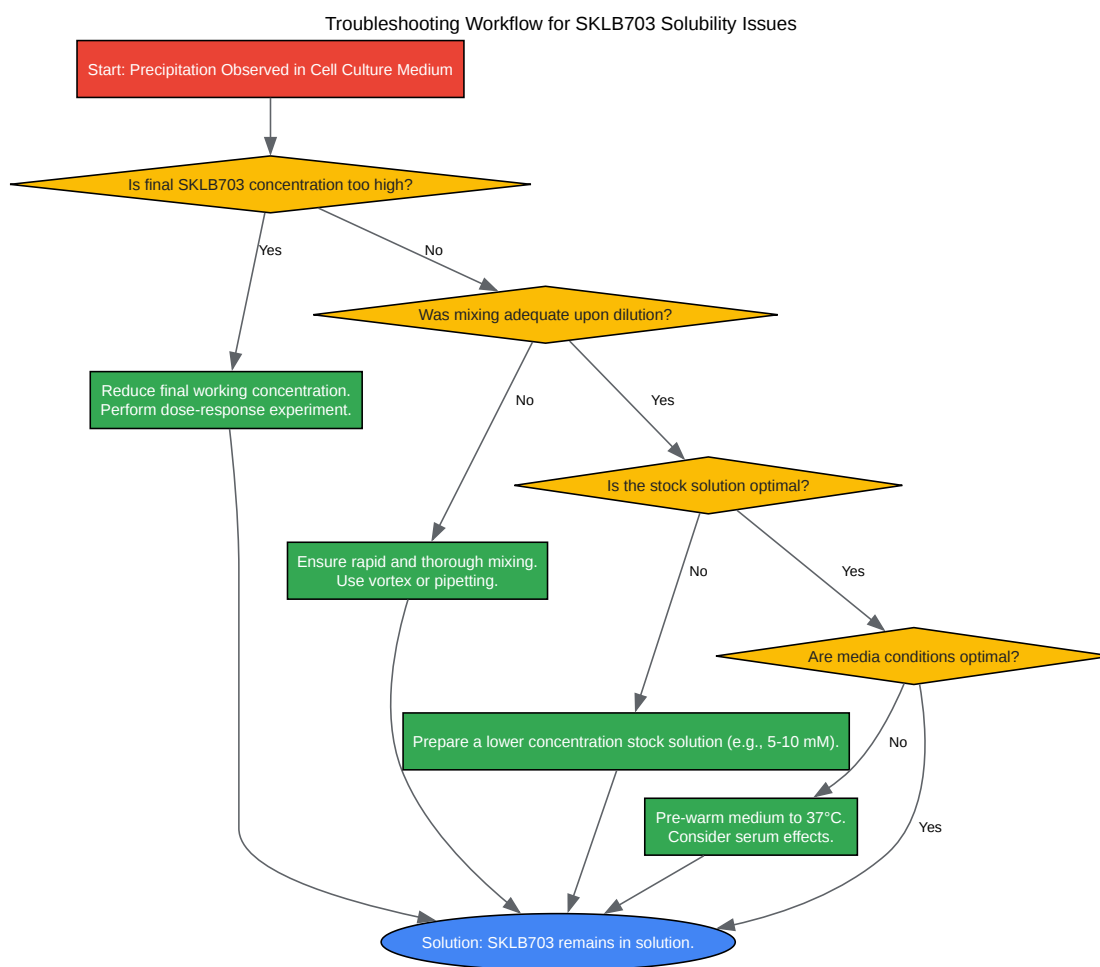 Troubleshooting Workflow for SKLB703 Solubility Issues
Start: Precipitation Observed in Cell Culture Medium
Is final SKLB703 concentration too high?
Yes
No
Was mixing adequate upon dilution?
Reduce final working concentration.
Perform dose-response experiment.
No
Yes
Is the stock solution optimal?
Ensure rapid and thorough mixing.
Use vortex or pipetting.
No
Yes
Are media conditions optimal?
Prepare a lower concentration stock solution (e.g., 5-10 mM).
No
Pre-warm medium to 37°C.
Consider serum effects.
Yes
Solution: SKLB703 remains in solution.